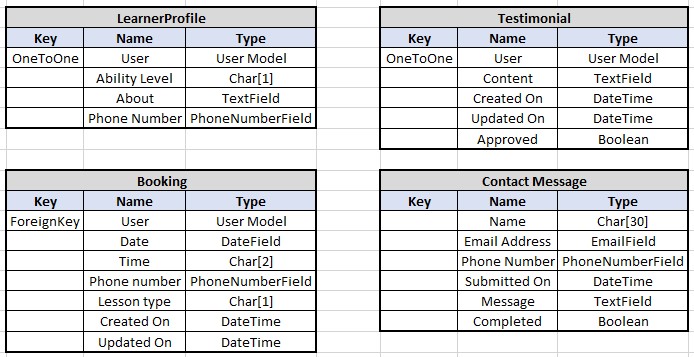 LearnerProfile
Key Name Type
OneToOne User User Model
Ability Level Char[1]
About TextField
Phone Number PhoneNumberField
Testimonial
Key Name Type
OneToOne User User Model
Content TextField
Created On DateTime
Updated On DateTime
Approved Boolean
Booking
Key Name Type
ForeignKey User User Model
Date DateField
Time Char[2]
Phone number PhoneNumberField
Lesson type Char[1]
Created On DateTime
Updated On DateTime
Contact Message
Key Name Type
Name Char[30]
Email Address EmailField
Phone Number PhoneNumberField
Submitted On DateTime
Message TextField
Completed Boolean